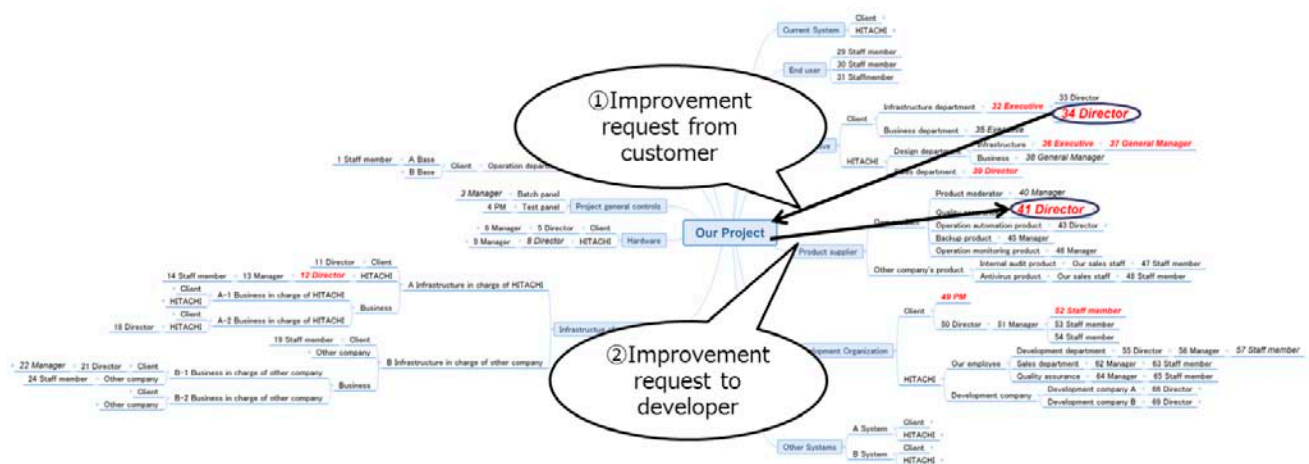 Client
Current System
HITACHI
29 Staff member
End user
30 Staff member
31 Staffmember
①Improvement
request from
customer
33 Director
Infrastructure department
32 Executive
34 Director
Client
Business department
35 Executive
Infrastructure
36 Executive
37 General Manager
Design department
HITACHI
Business
38 General Manager
department
39 Director
1 Staff member
A Base
B Base
Client
Operation
3 Manager
Batch panel
4 PM
Test panel
Project general controls
6 Manager
5 Director
Client
9 Manager
8 Director
HITACHI
Hardware
Our Project
Product moderator
40 Manager
41 Director
Operation automation product
43 Director
Backup product
45 Manager
Operation monitoring product
46 Manager
Product supplier
Internal audit product
Our sales staff
47 Staff member
Other company's product
Antivirus product
Our sales staff
48 Staff member
11 Director
Client
14 Staff member
13 Manager
12 Director
HITACHI
A Infrastructure in charge of HITACHI
Client
HITACHI
A-1 Business in charge of HITACHI
Business
Client
18 Director
HITACHI
A-2 Business in charge of HITACHI
19 Staff member
Client
Other company
B Infrastructure in charge of other company
22 Manager
21 Director
Client
24 Staff member
Other company
B-1 Business in charge of other company
Business
Client
Other company
B-2 Business in charge of other company
②Improvement
request to
developer
49 PM
Client
52 Staff member
50 Director
51 Manager
53 Staff member
54 Staff member
Organization
Development department
55 Director
56 Manager
57 Staff member
Our employee
Sales department
62 Manager
63 Staff member
Quality assurance
64 Manager
65 Staff member
HITACHI
Development company
Development company A
66 Director
Development company B
69 Director
Other Systems
A System
Client
HITACHI
B System
Client
HITACHI